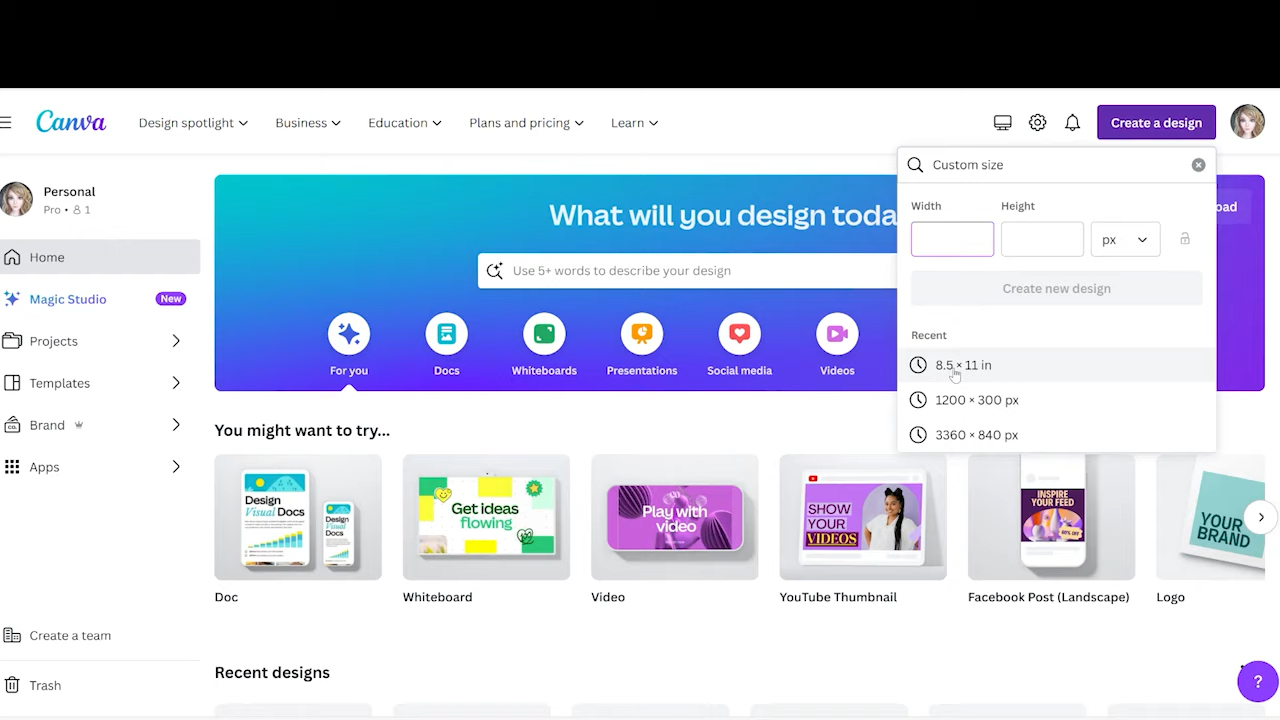 Canva
Design spotlight
Business
Education
Plans and pricing
Learn
Create a design
Personal
Pro • 1
Home
Magic Studio
New
Projects
Templates
Brand
Apps
Create a team
Trash
What will you design toda
Use 5+ words to describe your design
For you
Docs
Whiteboards
Presentations
Social media
Videos
oad
Custom size
Width
Height
px
Create new design
Recent
8.5 × 11 in
1200 × 300 px
3360 × 840 px
You might want to try...
Design
Visual
Docs
Design
Visual
Docs
Get ideas
flowing
Play with
video
SHOW
YOUR
VIDEOS
INSPIRE
YOUR FEED
YOUR
BRAND
Doc
Whiteboard
Video
YouTube Thumbnail
Facebook Post (Landscape)
Logo
Recent designs
?